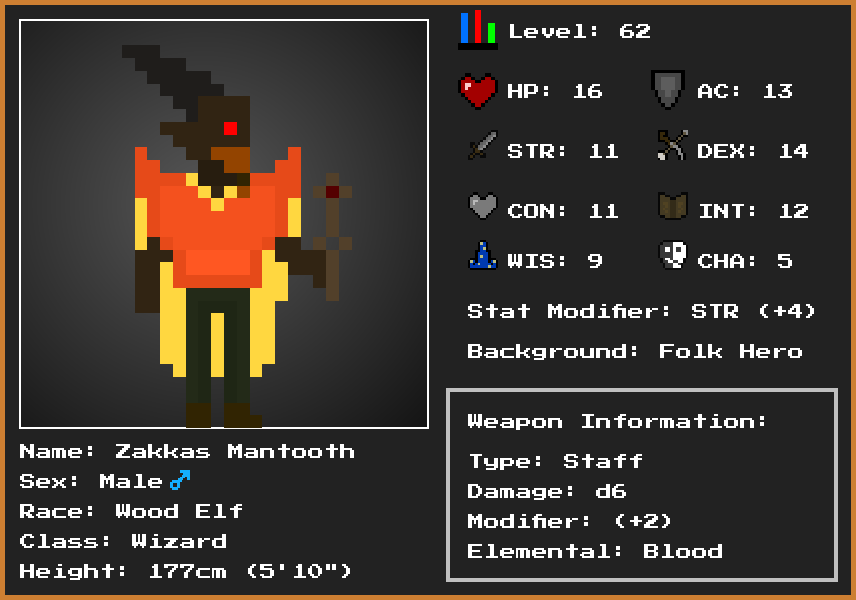 Level: 62
HP: 16 AC: 13
STR: 11 DEX: 14
CON: 11 INT: 12
WIS: 9 CHA: 5
Stat Modifier: STR (+4)
Background: Folk Hero
Weapon Information:
Type: Staff
Damage: d6
Modifier: (+2)
Elemental: Blood
Name: Zakkas Mantooth
Sex: Male♂
Race: Wood Elf
Class: Wizard
Height: 177cm (5'10")